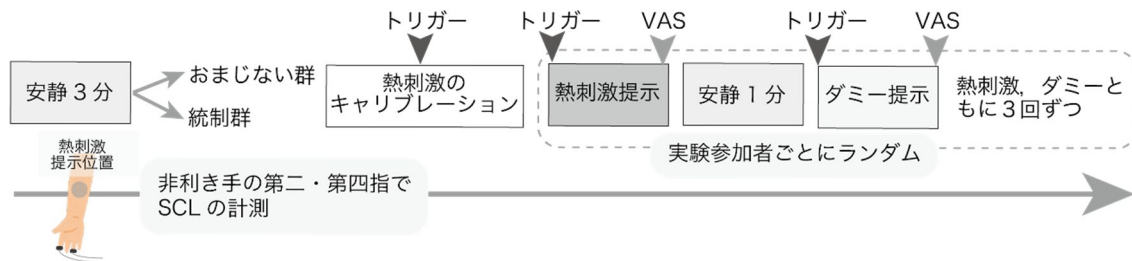 トリガー
トリガー
VAS
トリガー
VAS
安静3分
おまじない群
統制群
熱刺激の
キャリブレーション
熱刺激提示
安静1分
ダミー提示
熱刺激，ダミーと
もに3回ずつ
実験参加者ごとにランダム
熱刺激
提示位置
非利き手の第二・第四指で
SCLの計測